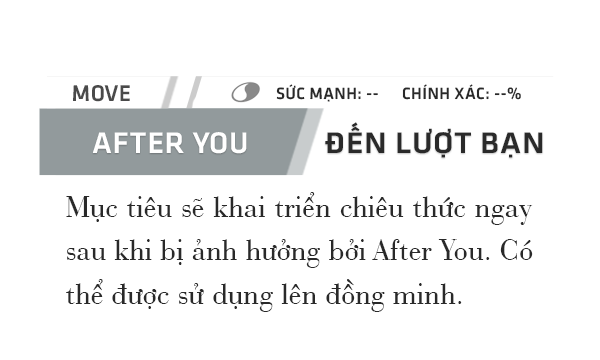 MOVE SỨC MẠNH: -- CHÍNH XÁC: --%
AFTER YOU ĐẾN LƯỢT BẠN
Mục tiêu sẽ khai triển chiêu thức ngay
sau khi bị ảnh hưởng bởi After You. Có
thể được sử dụng lên đồng minh.